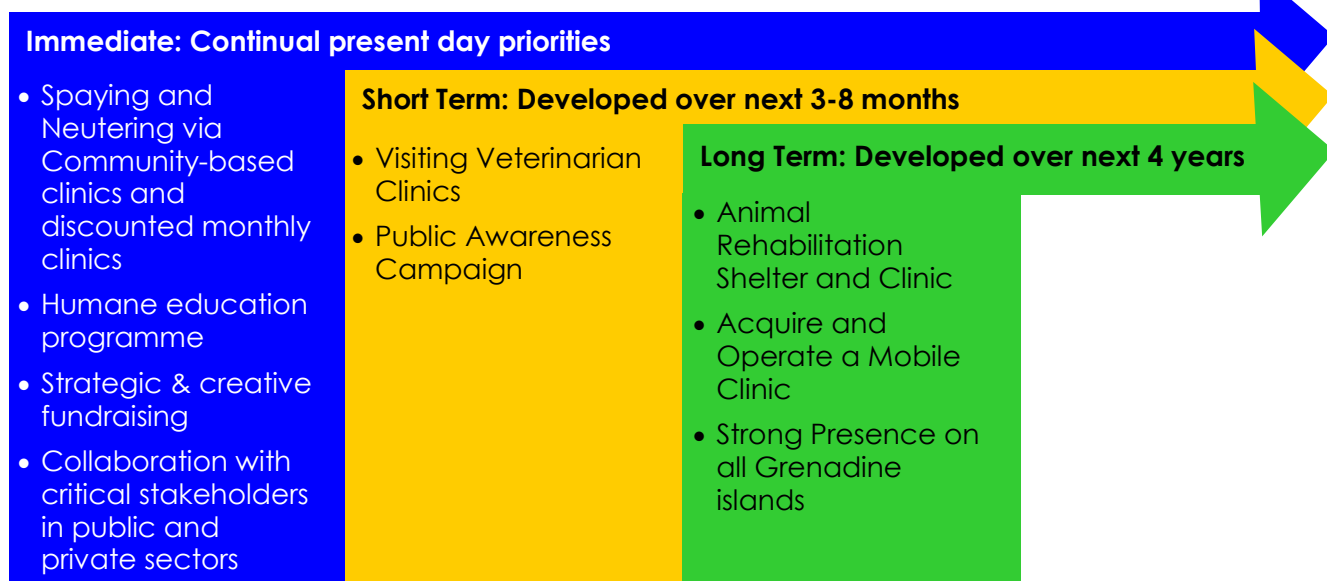 Immediate: Continual present day priorities
• Spaying and
Neutering via
Community-based
clinics and
discounted monthly
clinics
• Humane education
programme
• Strategic & creative
fundraising
• Collaboration with
critical stakeholders
in public and
private sectors
Short Term: Developed over next 3-8 months
• Visiting Veterinarian
Clinics
• Public Awareness
Campaign
Long Term: Developed over next 4 years
• Animal
Rehabilitation
Shelter and Clinic
• Acquire and
Operate a Mobile
Clinic
• Strong Presence on
all Grenadine
islands